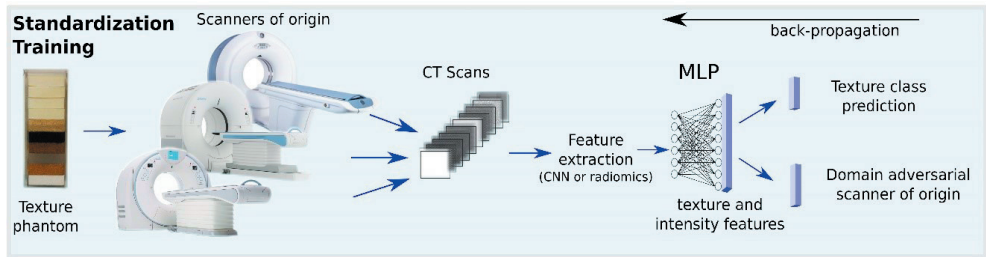 Standardization
Training
Scanners of origin
back-propagation
CT Scans
MLP
Texture class
prediction
Feature
extraction
(CNN or radiomics)
Domain adversarial
scanner of origin
Texture
phantom
texture and
intensity features